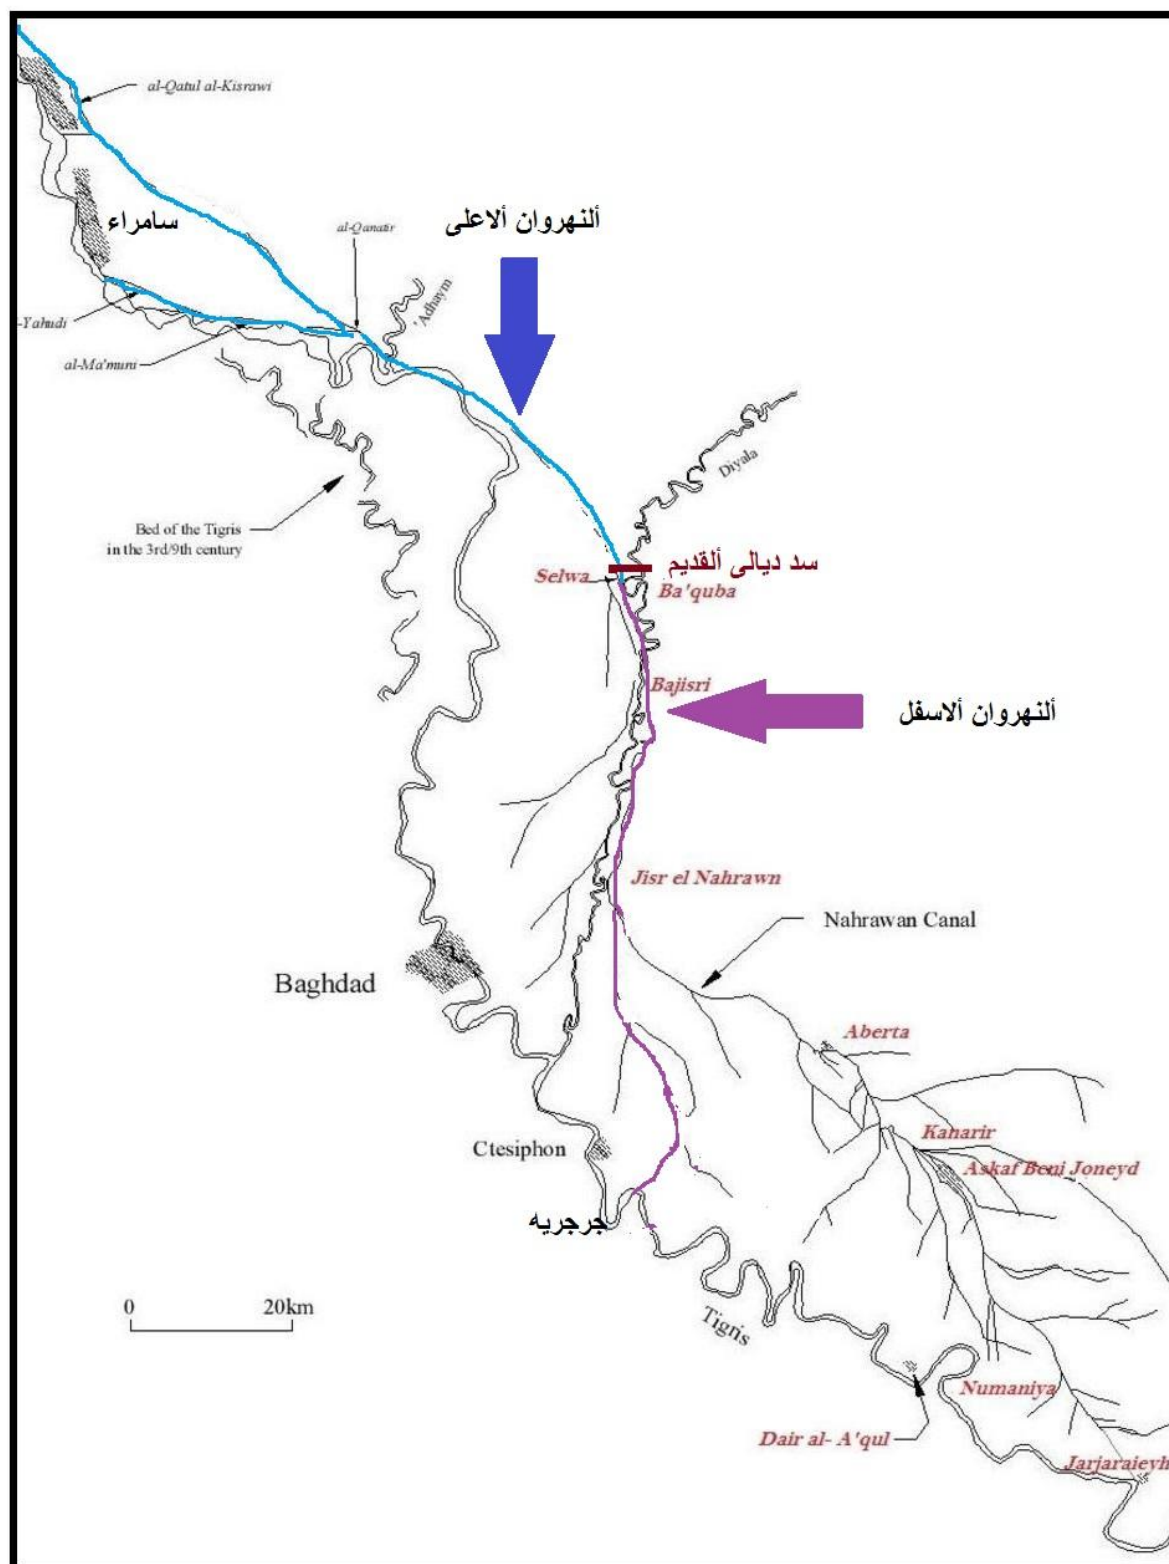 al-Qatul al-Kisrawi
سامراء
al-Qanatir
ألنهروان ألاعلى
'Adhaym
-Yahudi
al-Ma'muni
Diyala
Bed of the Tigris
in the 3rd/9th century
سد ديالى ألقديم
Selwa
Ba'quba
Bajisri
ألنهروان ألاسفل
Jisr el Nahrawn
Nahrawan Canal
Baghdad
Aberta
Ctesiphon
Kanarir
Askaf Beni Joneyd
جرجريه
0 20km
Tigris
Numaniya
Dair al- A'qul
Jarjaraieyh